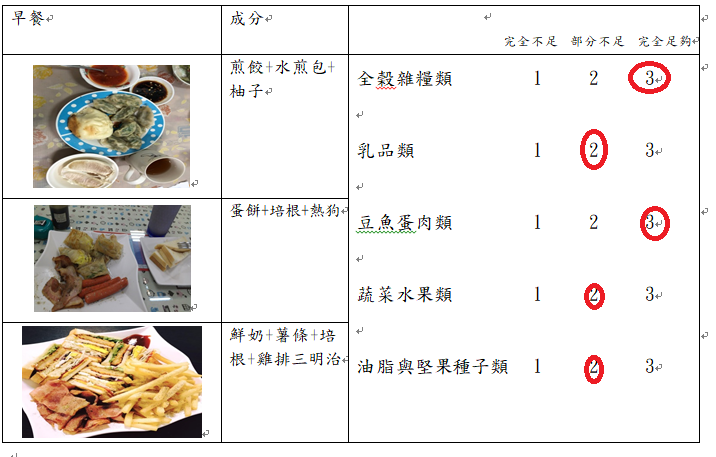 早餐
成分
完全不足 部分不足 完全足夠
煎餃+水煎包+
柚子
全穀雜糧類 1 2 3
乳品類 1 2 3
蛋餅+培根+熱狗
豆魚蛋肉類 1 2 3
蔬菜水果類 1 2 3
鮮奶+薯條+培
根+雞排三明治
油脂與堅果種子類 1 2 3